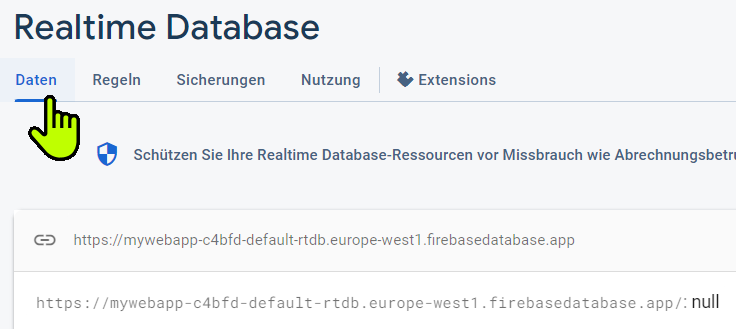 Realtime Database
Daten Regeln Sicherungen Nutzung Extensions
Schützen Sie Ihre Realtime Database-Ressourcen vor Missbrauch wie
https://mywebapp-c4bfd-default-rtdb.europe-west1.firebasedatabase.app
https://mywebapp-c4bfd-default-rtdb.europe-west1.firebasedatabase.app/: null